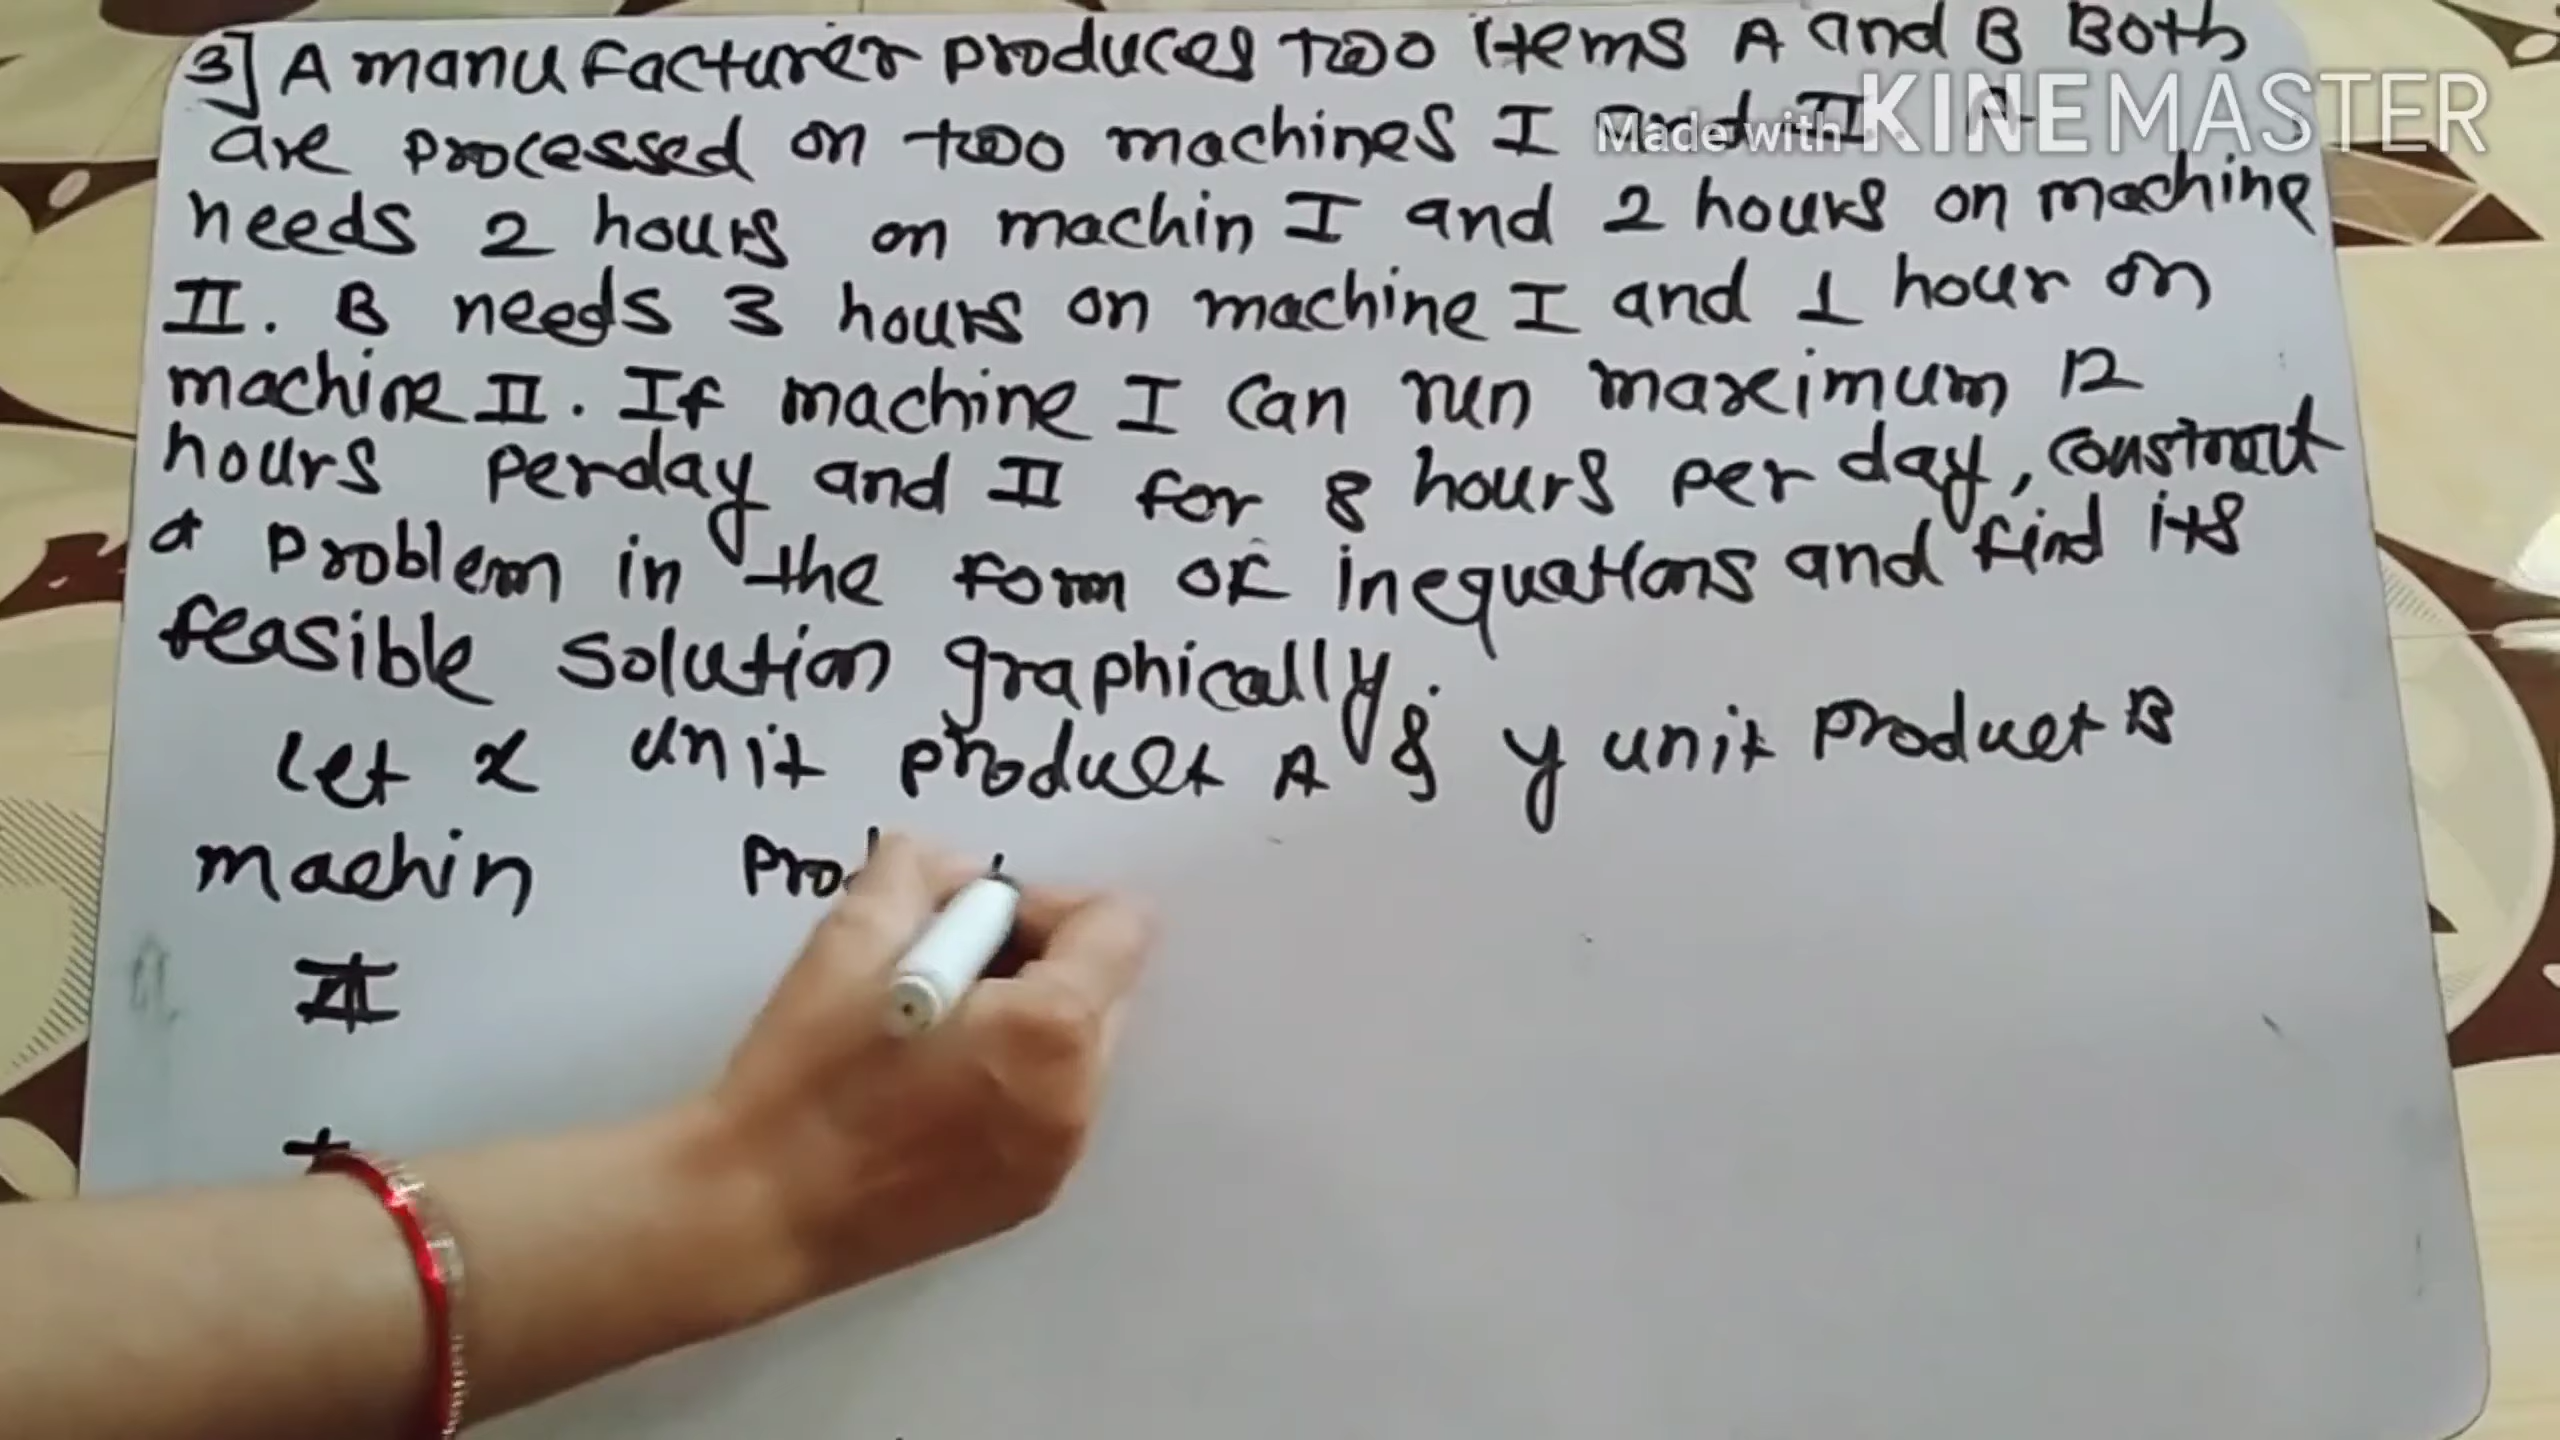 3] A manufacturer produces two items A and B Both
are processed on two machines I and II. A
needs 2 hours on machin I and 2 hours on machine
II. B needs 3 hours on machine I and 1 hour on
machine II. If machine I can run maximum 12
hours perday and II for 8 hours per day, construct
a problem in the form of inequations and find its
feasible solution graphically.
Let x unit product A & y unit product B
machin
Made with KINEMASTER